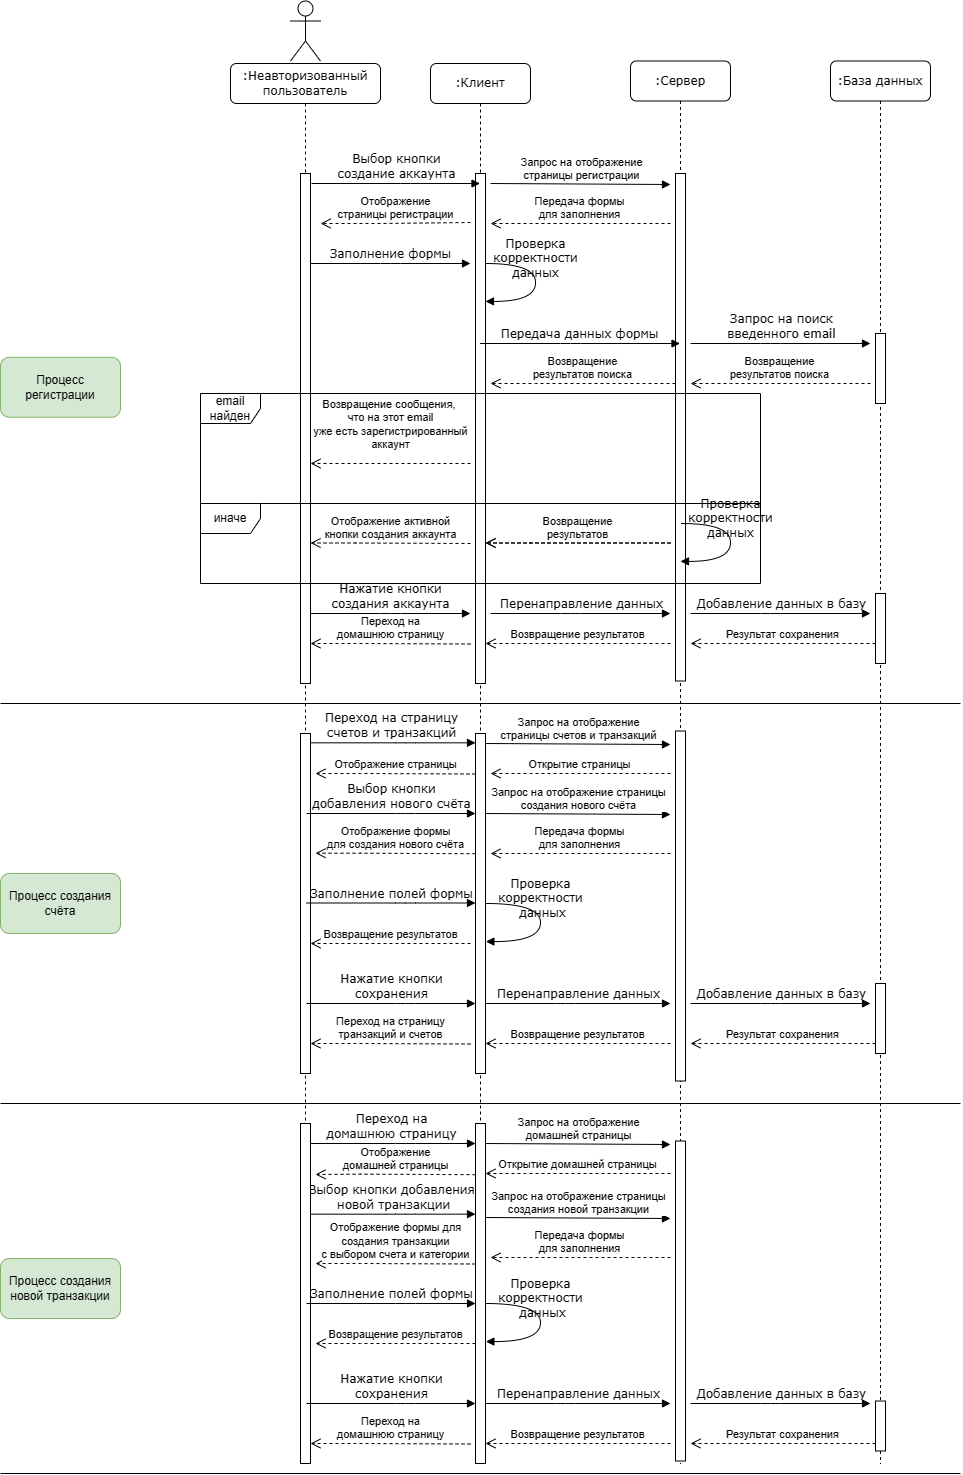 :Неавторизованный
пользователь
:Клиент
:Сервер
:База данных
Выбор кнопки
создание аккаунта
Запрос на отображение
страницы регистрации
Отображение
страницы регистрации
Передача формы
для заполнения
Заполнение формы
Проверка
корректности
данных
Передача данных формы
Запрос на поиск
введенного email
Процесс
регистрации
Возвращение
результатов поиска
Возвращение
результатов поиска
email
найден
Возвращение сообщения,
что на этот email
уже есть зарегистрированный
аккаунт
иначе
Отображение активной
кнопки создания аккаунта
Возвращение
результатов
Проверка
корректности
данных
Нажатие кнопки
создания аккаунта
Перенаправление данных
Добавление данных в базу
Переход на
домашнюю страницу
Возвращение результатов
Результат сохранения
Переход на страницу
счетов и транзакций
Запрос на отображение
страницы счетов и транзакций
Отображение страницы
Открытие страницы
Выбор кнопки
добавления нового счёта
Запрос на отображение страницы
создания нового счёта
Отображение формы
для создания нового счёта
Передача формы
для заполнения
Процесс создания
счёта
Заполнение полей формы
Проверка
корректности
данных
Возвращение результатов
Нажатие кнопки
сохранения
Перенаправление данных
Добавление данных в базу
Переход на страницу
транзакций и счетов
Возвращение результатов
Результат сохранения
Переход на
домашнюю страницу
Запрос на отображение
домашней страницы
Отображение
домашней страницы
Открытие домашней страницы
Выбор кнопки добавления
новой транзакции
Запрос на отображение страницы
создания новой транзакции
Отображение формы для
создания транзакции
с выбором счета и категории
Передача формы
для заполнения
Процесс создания
новой транзакции
Заполнение полей формы
Проверка
корректности
данных
Возвращение результатов
Нажатие кнопки
сохранения
Перенаправление данных
Добавление данных в базу
Переход на
домашнюю страницу
Возвращение результатов
Результат сохранения